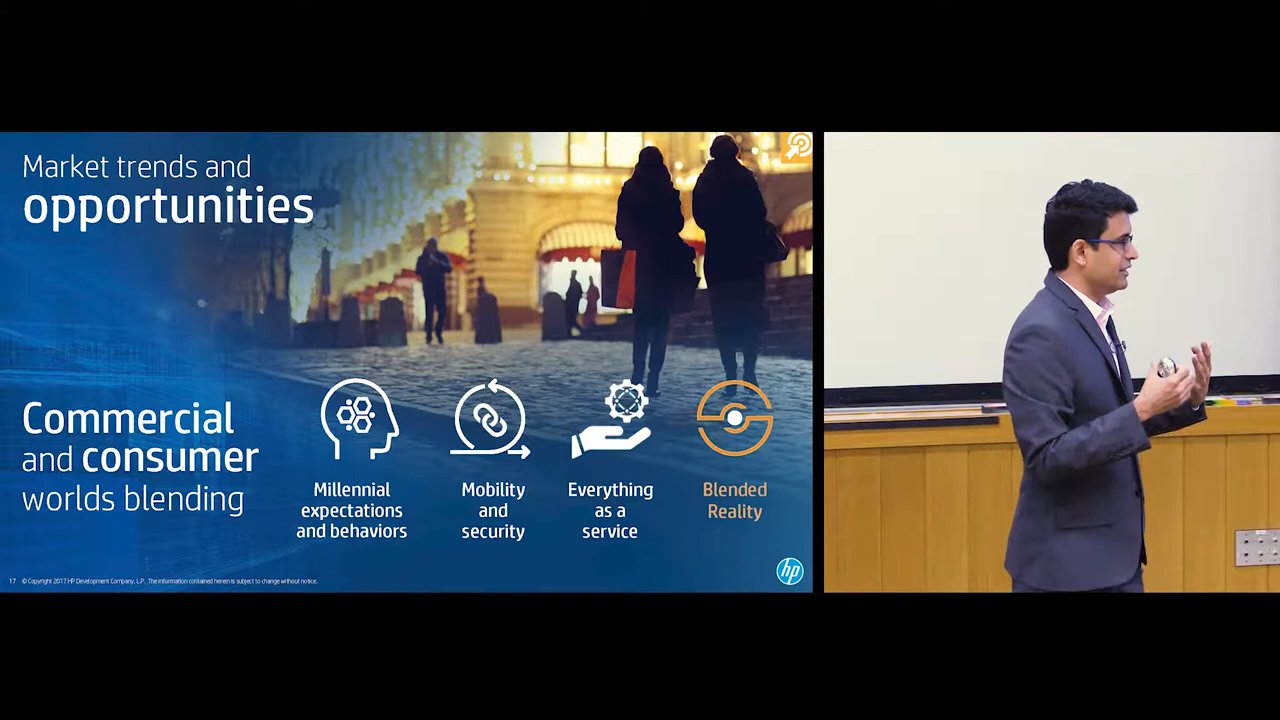 Market trends and
opportunities
Commercial
and consumer
worlds blending
Millennial
expectations
and behaviors
Mobility
and
security
Everything
as a
service
Blended
Reality
17 © Copyright 2017 HP Development Company, L.P. The information contained herein is subject to change without notice.
hp